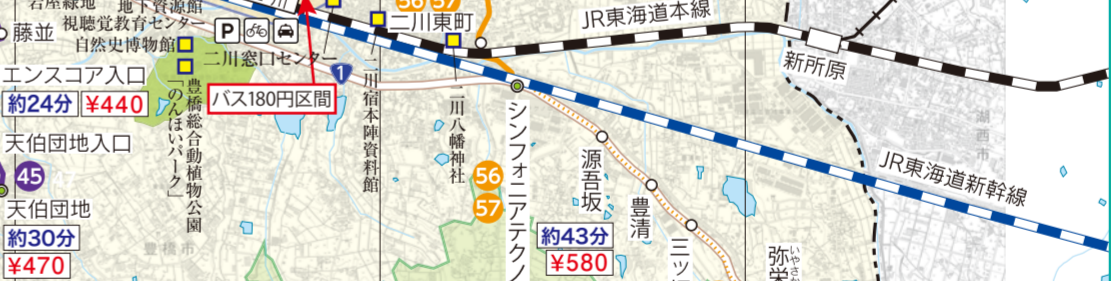 岩屋緑地
地下資源館
視聴覚教育センター
自然史博物館
藤並
P
二川窓口センター
56 57
二川東町
JR東海道本線
新所原
エンスコア入口
約24分
¥440
1
バス180円区間
豊橋総合動植物公園
「のんほいパーク」
二川宿本陣資料館
二川八幡神社
シンフォニアテクノ
湖西市
天伯団地入口
45
天伯団地
約30分
¥470
豊橋市
56
57
源吾坂
豊清
三ツ
約43分
¥580
JR東海道新幹線
弥栄
いやさか